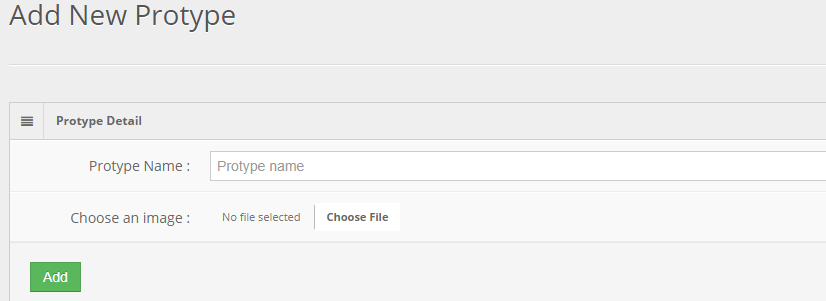 Add New Protype
Protype Detail
Protype Name : Protype name
Choose an image : No file selected Choose File
Add